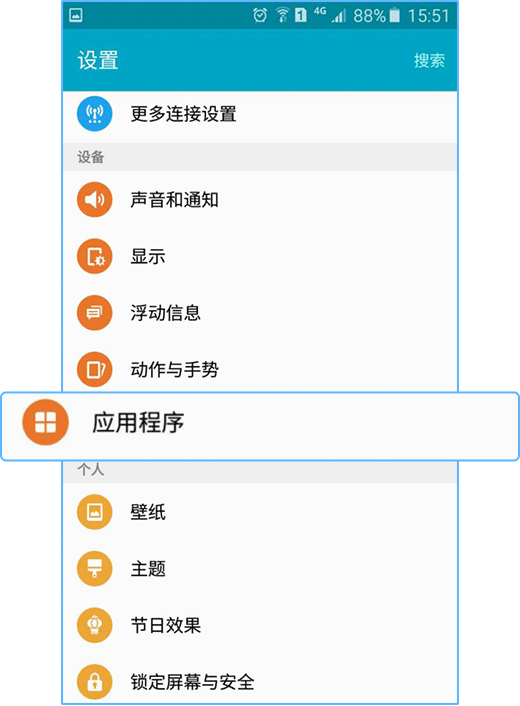 1 4G 88% 15:51
设置 搜索
更多连接设置
设备
声音和通知
显示
浮动信息
动作与手势
应用程序
个人
壁纸
主题
节日效果
锁定屏幕与安全